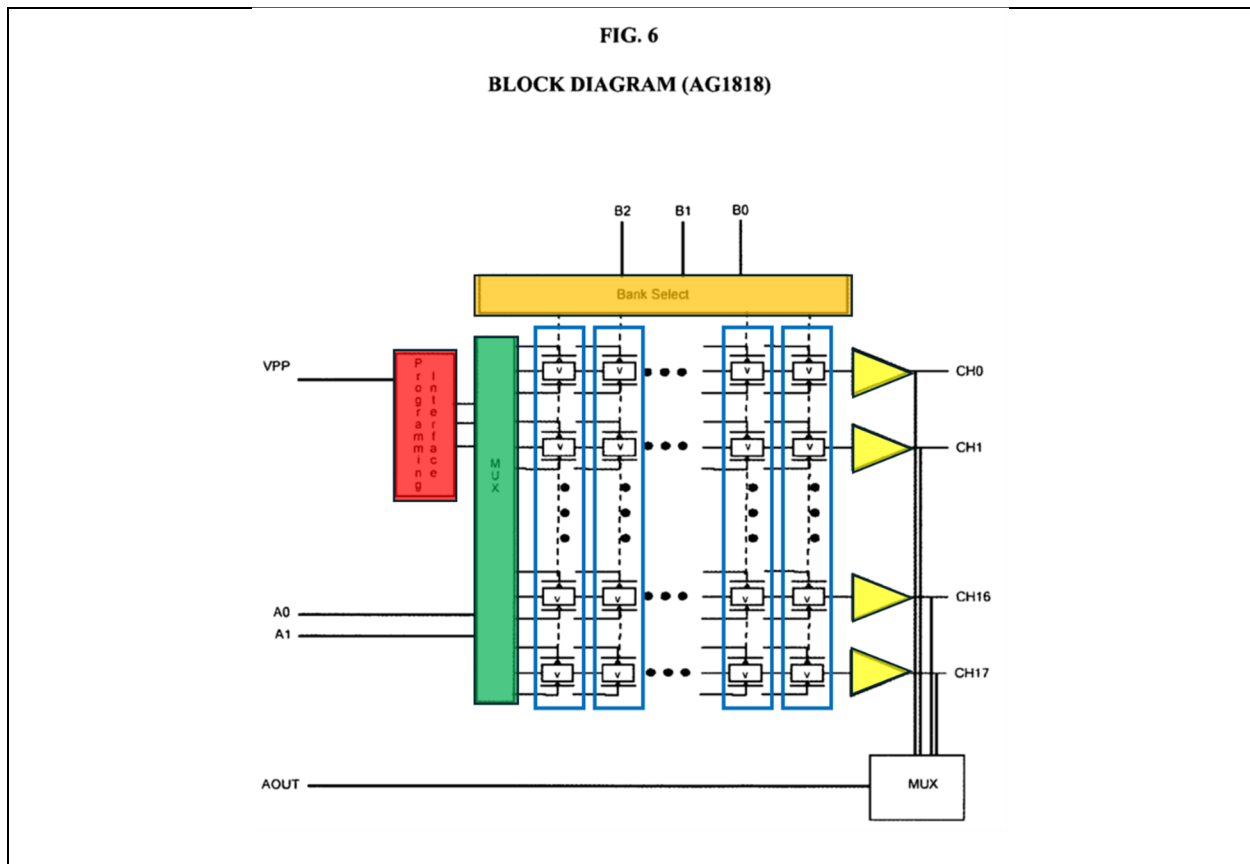 FIG. 6
BLOCK DIAGRAM (AG1818)
B2 B1 B0
Bank Select
VPP
Programming
Interface
MUX
V V V V
CH0
V V V V
CH1
A0
V V V V
CH16
A1
V V V V
CH17
AOUT
MUX